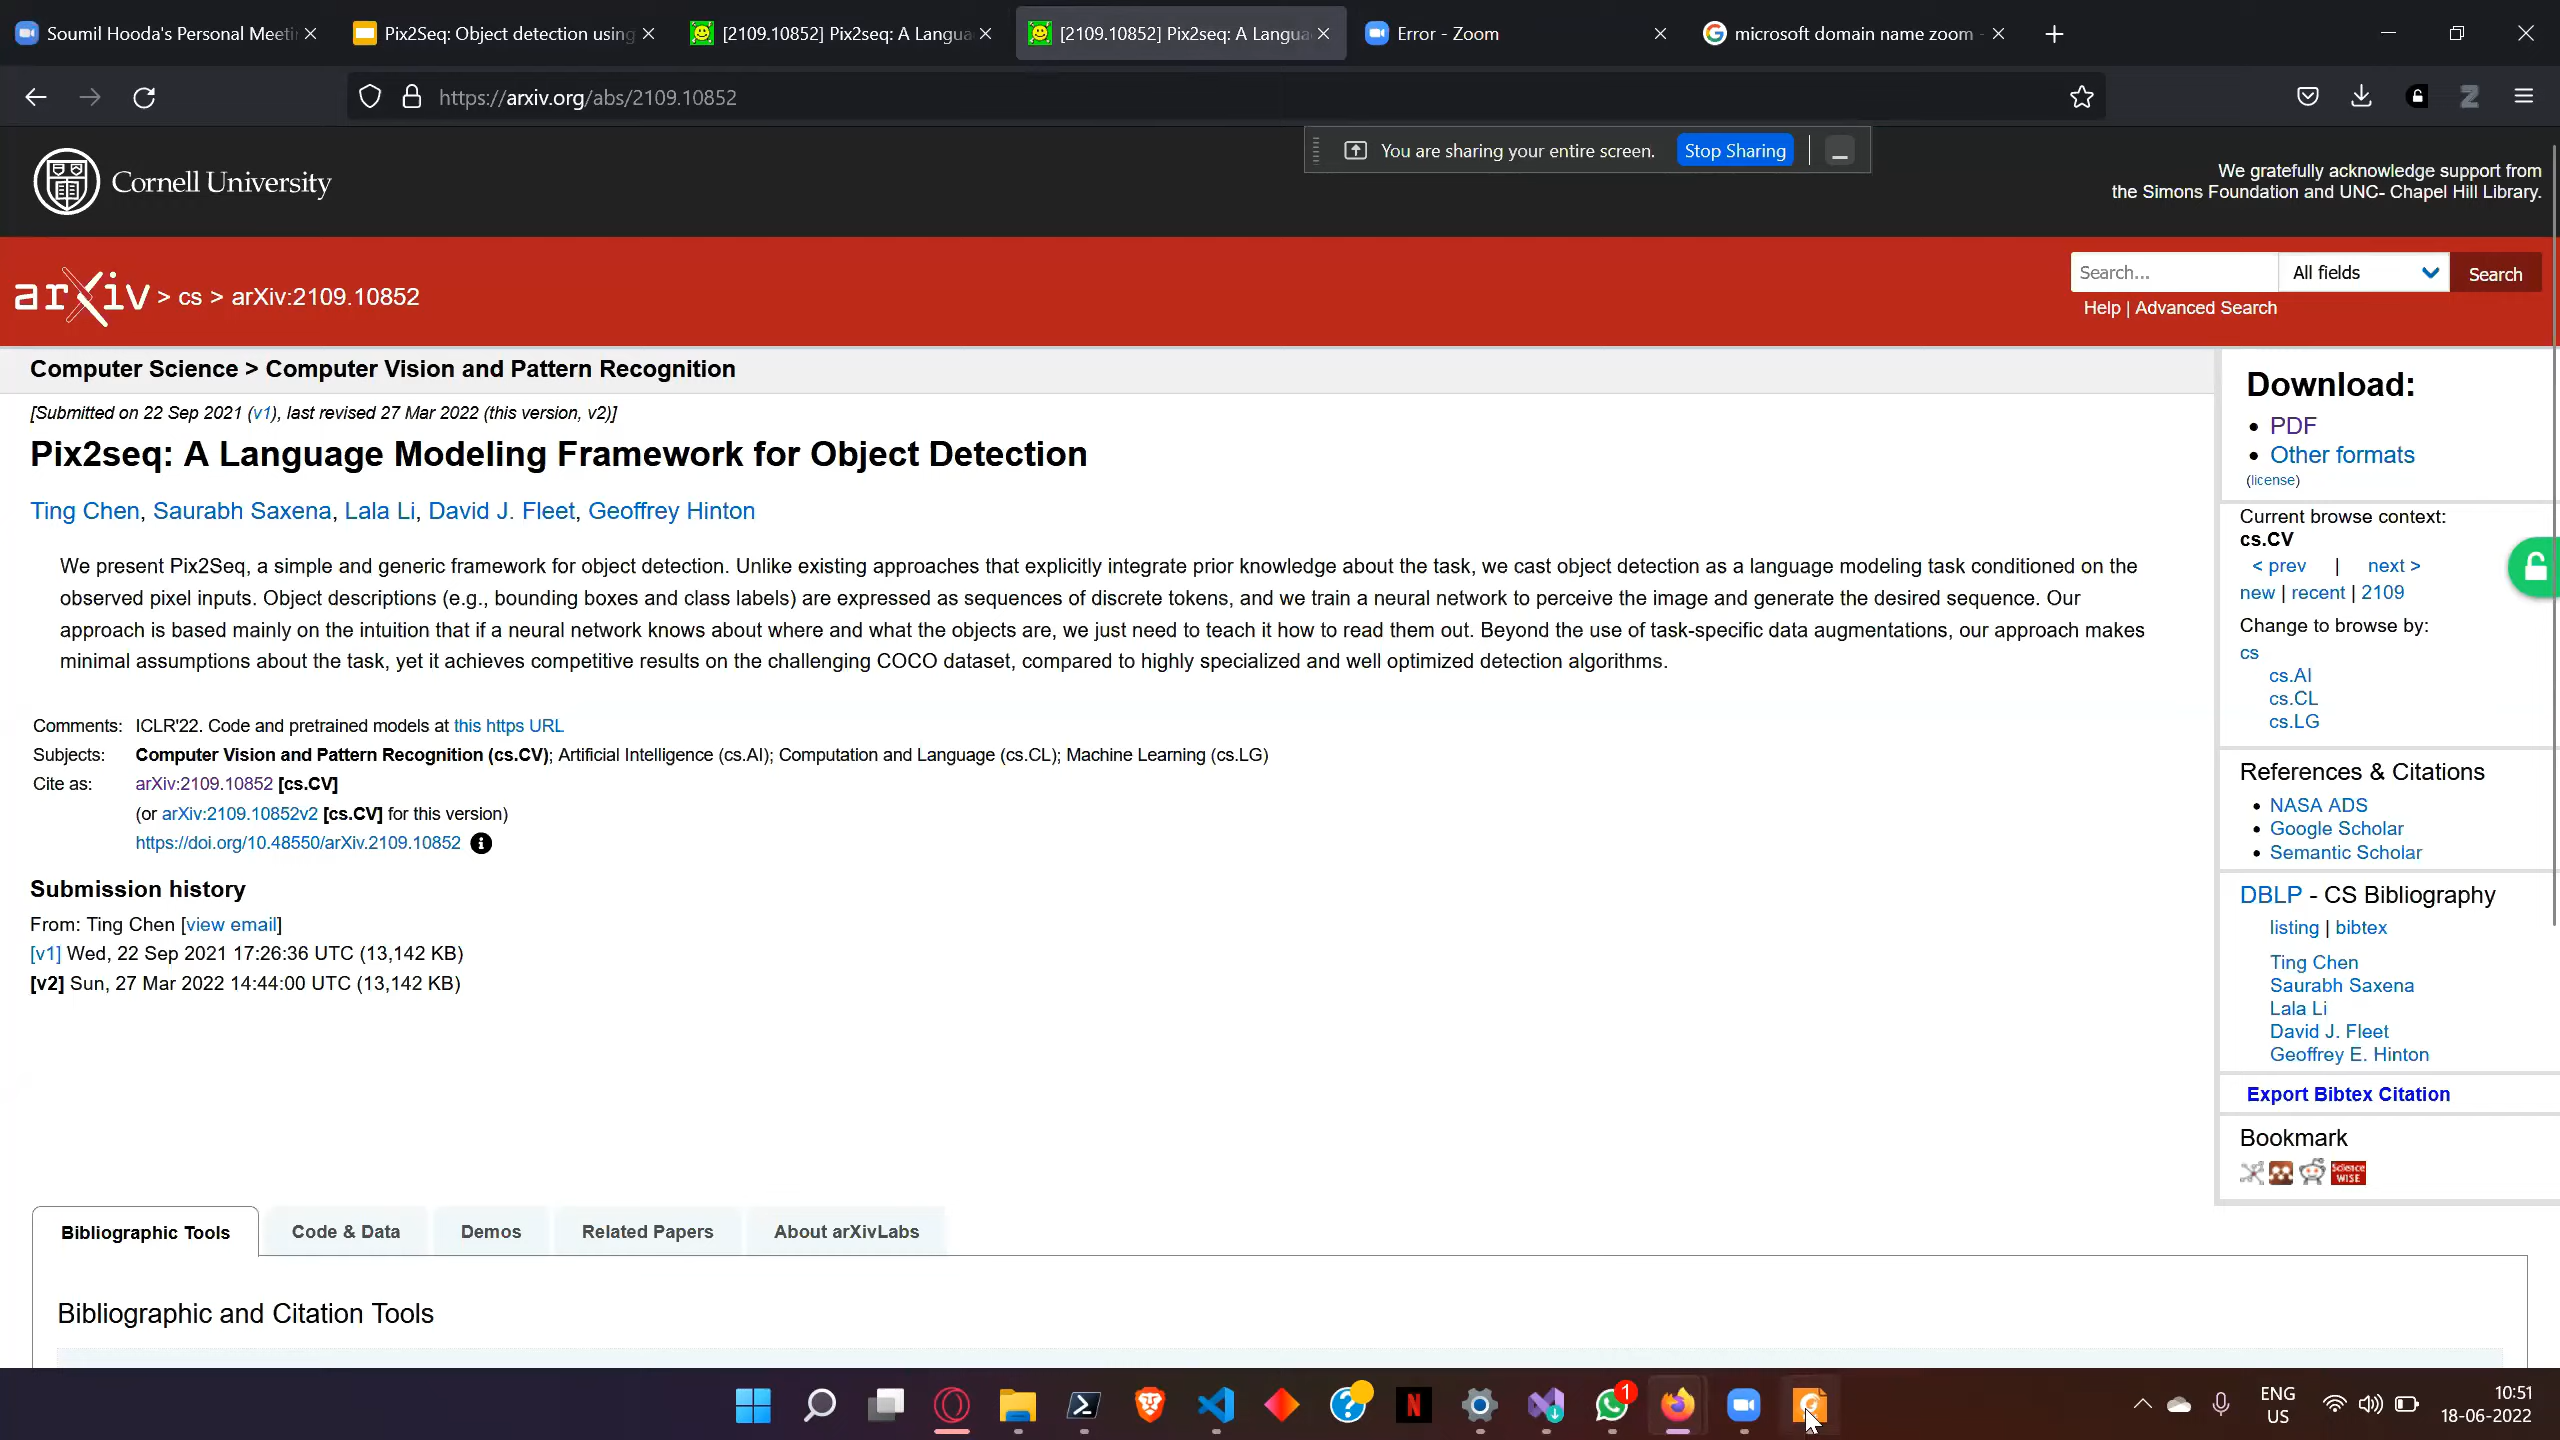 Soumil Hooda's Personal Meeti
Pix2Seq: Object detection using
[2109.10852] Pix2seq: A Langua
[2109.10852] Pix2seq: A Langua
Error - Zoom
microsoft domain name zoom -
https://arxiv.org/abs/2109.10852
You are sharing your entire screen.
Stop Sharing
Cornell University
We gratefully acknowledge support from
the Simons Foundation and UNC- Chapel Hill Library.
arXiv > cs > arXiv:2109.10852
Search...
All fields
Search
Help | Advanced Search
Computer Science > Computer Vision and Pattern Recognition
[Submitted on 22 Sep 2021 (v1), last revised 27 Mar 2022 (this version, v2)]
Pix2seq: A Language Modeling Framework for Object Detection
Ting Chen, Saurabh Saxena, Lala Li, David J. Fleet, Geoffrey Hinton
We present Pix2Seq, a simple and generic framework for object detection. Unlike existing approaches that explicitly integrate prior knowledge about the task, we cast object detection as a language modeling task conditioned on the
observed pixel inputs. Object descriptions (e.g., bounding boxes and class labels) are expressed as sequences of discrete tokens, and we train a neural network to perceive the image and generate the desired sequence. Our
approach is based mainly on the intuition that if a neural network knows about where and what the objects are, we just need to teach it how to read them out. Beyond the use of task-specific data augmentations, our approach makes
minimal assumptions about the task, yet it achieves competitive results on the challenging COCO dataset, compared to highly specialized and well optimized detection algorithms.
Comments: ICLR'22. Code and pretrained models at this https URL
Subjects: Computer Vision and Pattern Recognition (cs.CV); Artificial Intelligence (cs.AI); Computation and Language (cs.CL); Machine Learning (cs.LG)
Cite as: arXiv:2109.10852 [cs.CV]
(or arXiv:2109.10852v2 [cs.CV] for this version)
https://doi.org/10.48550/arXiv.2109.10852
Submission history
From: Ting Chen [view email]
[v1] Wed, 22 Sep 2021 17:26:36 UTC (13,142 KB)
[v2] Sun, 27 Mar 2022 14:44:00 UTC (13,142 KB)
Download:
PDF
Other formats
(license)
Current browse context:
cs.CV
< prev | next >
new | recent | 2109
Change to browse by:
cs
cs.AI
cs.CL
cs.LG
References & Citations
NASA ADS
Google Scholar
Semantic Scholar
DBLP - CS Bibliography
listing | bibtex
Ting Chen
Saurabh Saxena
Lala Li
David J. Fleet
Geoffrey E. Hinton
Export Bibtex Citation
Bookmark
Science
WISE
Bibliographic Tools
Code & Data
Demos
Related Papers
About arXivLabs
Bibliographic and Citation Tools
N
1
ENG
US
10:51
18-06-2022